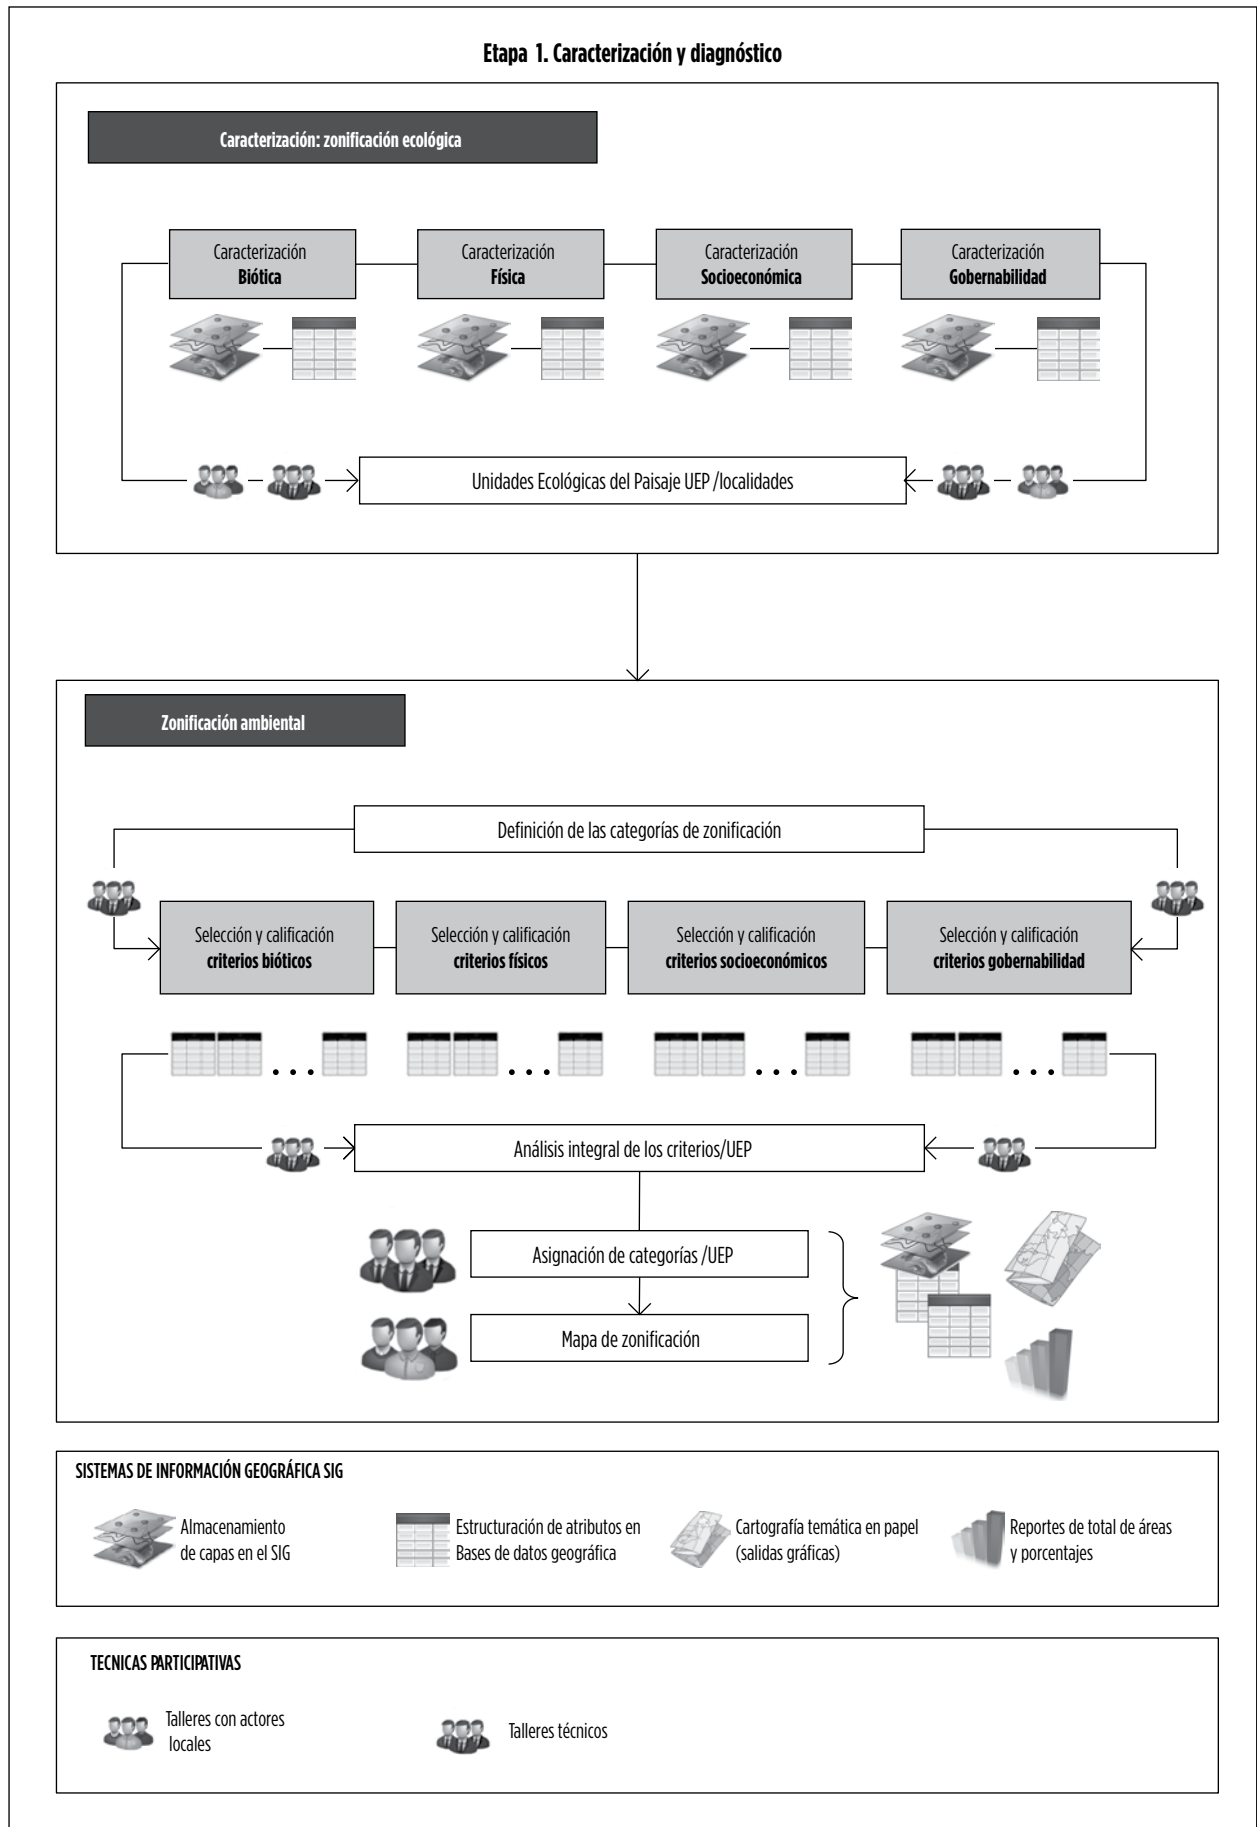 Etapa 1. Caracterización y diagnóstico
Caracterización: zonificación ecológica
Caracterización
Biótica
Caracterización
Física
Caracterización
Socioeconómica
Caracterización
Gobernabilidad
Unidades Ecológicas del Paisaje UEP /localidades
Zonificación ambiental
Definición de las categorías de zonificación
Selección y calificación
criterios bióticos
Selección y calificación
criterios físicos
Selección y calificación
criterios socioeconómicos
Selección y calificación
criterios gobernabilidad
Análisis integral de los criterios/UEP
Asignación de categorías /UEP
Mapa de zonificación
SISTEMAS DE INFORMACIÓN GEOGRÁFICA SIG
Almacenamiento
de capas en el SIG
Estructuración de atributos en
Bases de datos geográfica
Cartografía temática en papel
(salidas gráficas)
Reportes de total de áreas
y porcentajes
TECNICAS PARTICIPATIVAS
Talleres con actores
locales
Talleres técnicos